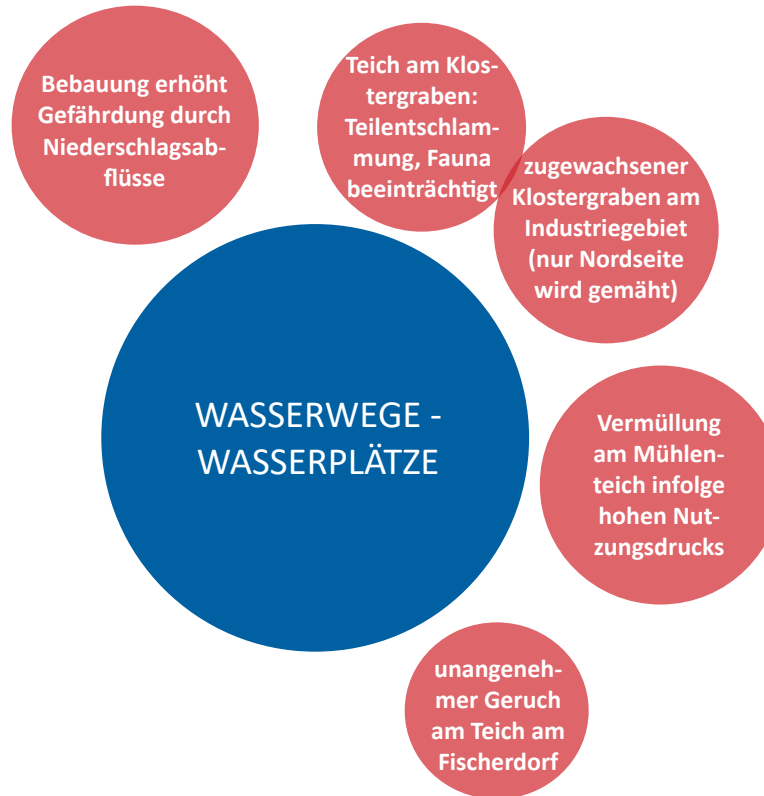 Bebauung erhöht
Gefährdung durch
Niederschlagsab-
flüsse
Teich am Klos-
tergraben:
Teilentschlam-
mung, Fauna
beeinträchtigt
zugewachsener
Klostergraben am
Industriegebiet
(nur Nordseite
wird gemäht)
WASSERWEGE -
WASSERPLÄTZE
Vermüllung
am Mühlen-
teich infolge
hohen Nut-
zungsdrucks
unangeneh-
mer Geruch
am Teich am
Fischerdorf